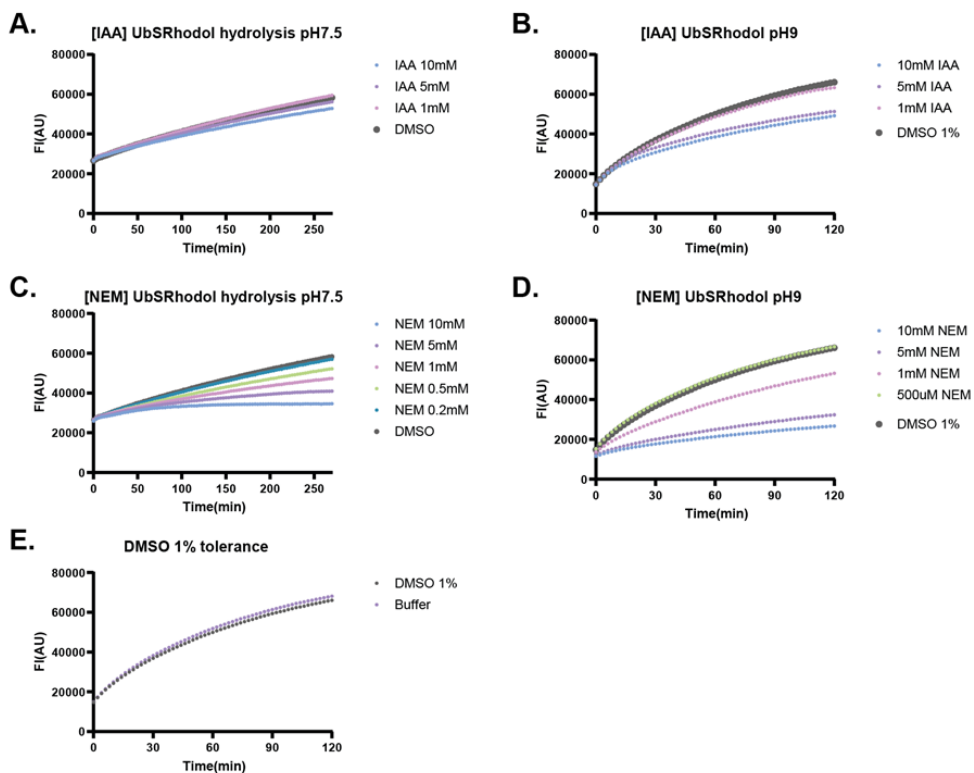 A.
[IAA] UbSRhodol hydrolysis pH7.5
80000
60000
40000
20000
0
FI(AU)
0 50 100 150 200 250
Time(min)
IAA 10mM
IAA 5mM
IAA 1mM
DMSO
B.
[IAA] UbSRhodol pH9
80000
60000
40000
20000
0
FI(AU)
0 30 60 90 120
Time(min)
10mM IAA
5mM IAA
1mM IAA
DMSO 1%
C.
[NEM] UbSRhodol hydrolysis pH7.5
80000
60000
40000
20000
0
FI(AU)
0 50 100 150 200 250
Time(min)
NEM 10mM
NEM 5mM
NEM 1mM
NEM 0.5mM
NEM 0.2mM
DMSO
D.
[NEM] UbSRhodol pH9
80000
60000
40000
20000
0
FI(AU)
0 30 60 90 120
Time(min)
10mM NEM
5mM NEM
1mM NEM
500uM NEM
DMSO 1%
E.
DMSO 1% tolerance
80000
60000
40000
20000
0
FI(AU)
0 30 60 90 120
Time(min)
DMSO 1%
Buffer